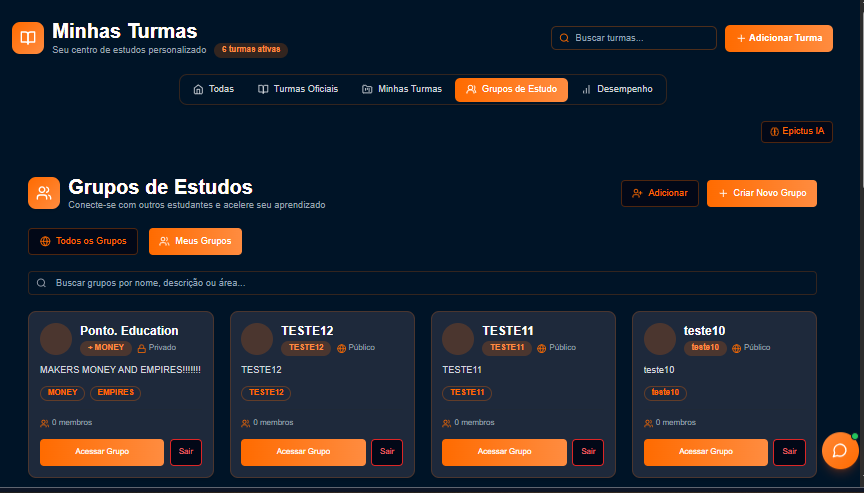 Minhas Turmas
Seu centro de estudos personalizado
6 turmas ativas
Buscar turmas...
Adicionar Turma
Todas
Turmas Oficiais
Minhas Turmas
Grupos de Estudo
Desempenho
Epictus IA
Grupos de Estudos
Conecte-se com outros estudantes e acelere seu aprendizado
Adicionar
Criar Novo Grupo
Todos os Grupos
Meus Grupos
Buscar grupos por nome, descrição ou área...
Ponto. Education
+ MONEY
Privado
MAKERS MONEY AND EMPIRES!!!!!!!
MONEY
EMPIRES
0 membros
Acessar Grupo
Sair
TESTE12
TESTE12
Público
TESTE12
TESTE12
0 membros
Acessar Grupo
Sair
TESTE11
TESTE11
Público
TESTE11
TESTE11
0 membros
Acessar Grupo
Sair
teste10
teste10
Público
teste10
teste10
0 membros
Acessar Grupo
Sair